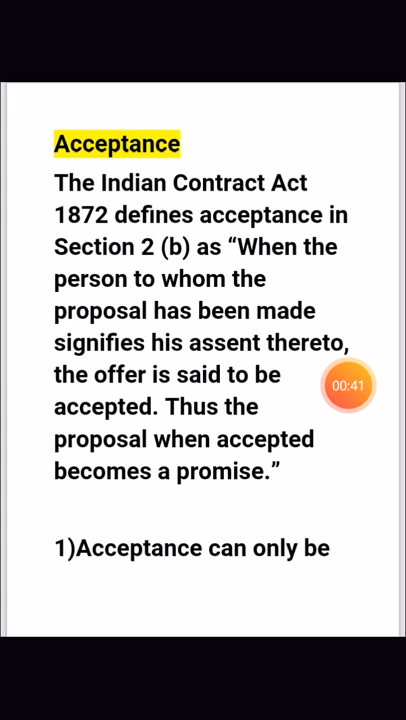 Acceptance
The Indian Contract Act
1872 defines acceptance in
Section 2 (b) as “When the
person to whom the
proposal has been made
signifies his assent thereto,
the offer is said to be
accepted. Thus the
proposal when accepted
becomes a promise.”
00:41
1)Acceptance can only be